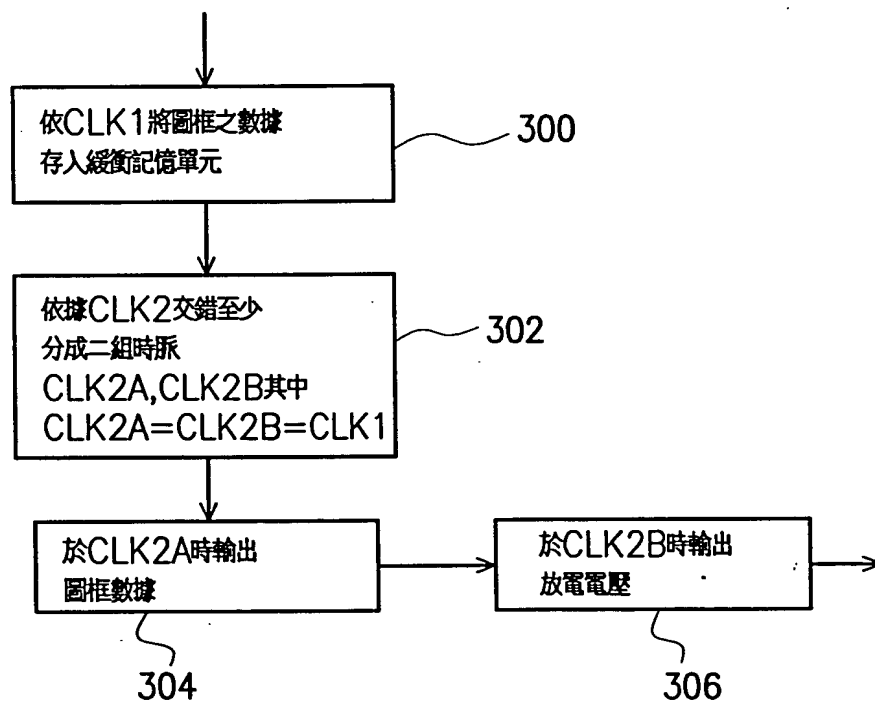 依CLK1將圖框之數據
存入緩衝記憶單元
300
依據CLK2交錯至少
分成二組時脈
CLK2A,CLK2B其中
CLK2A=CLK2B=CLK1
302
於CLK2A時輸出
圖框數據
304
於CLK2B時輸出
放電電壓
306